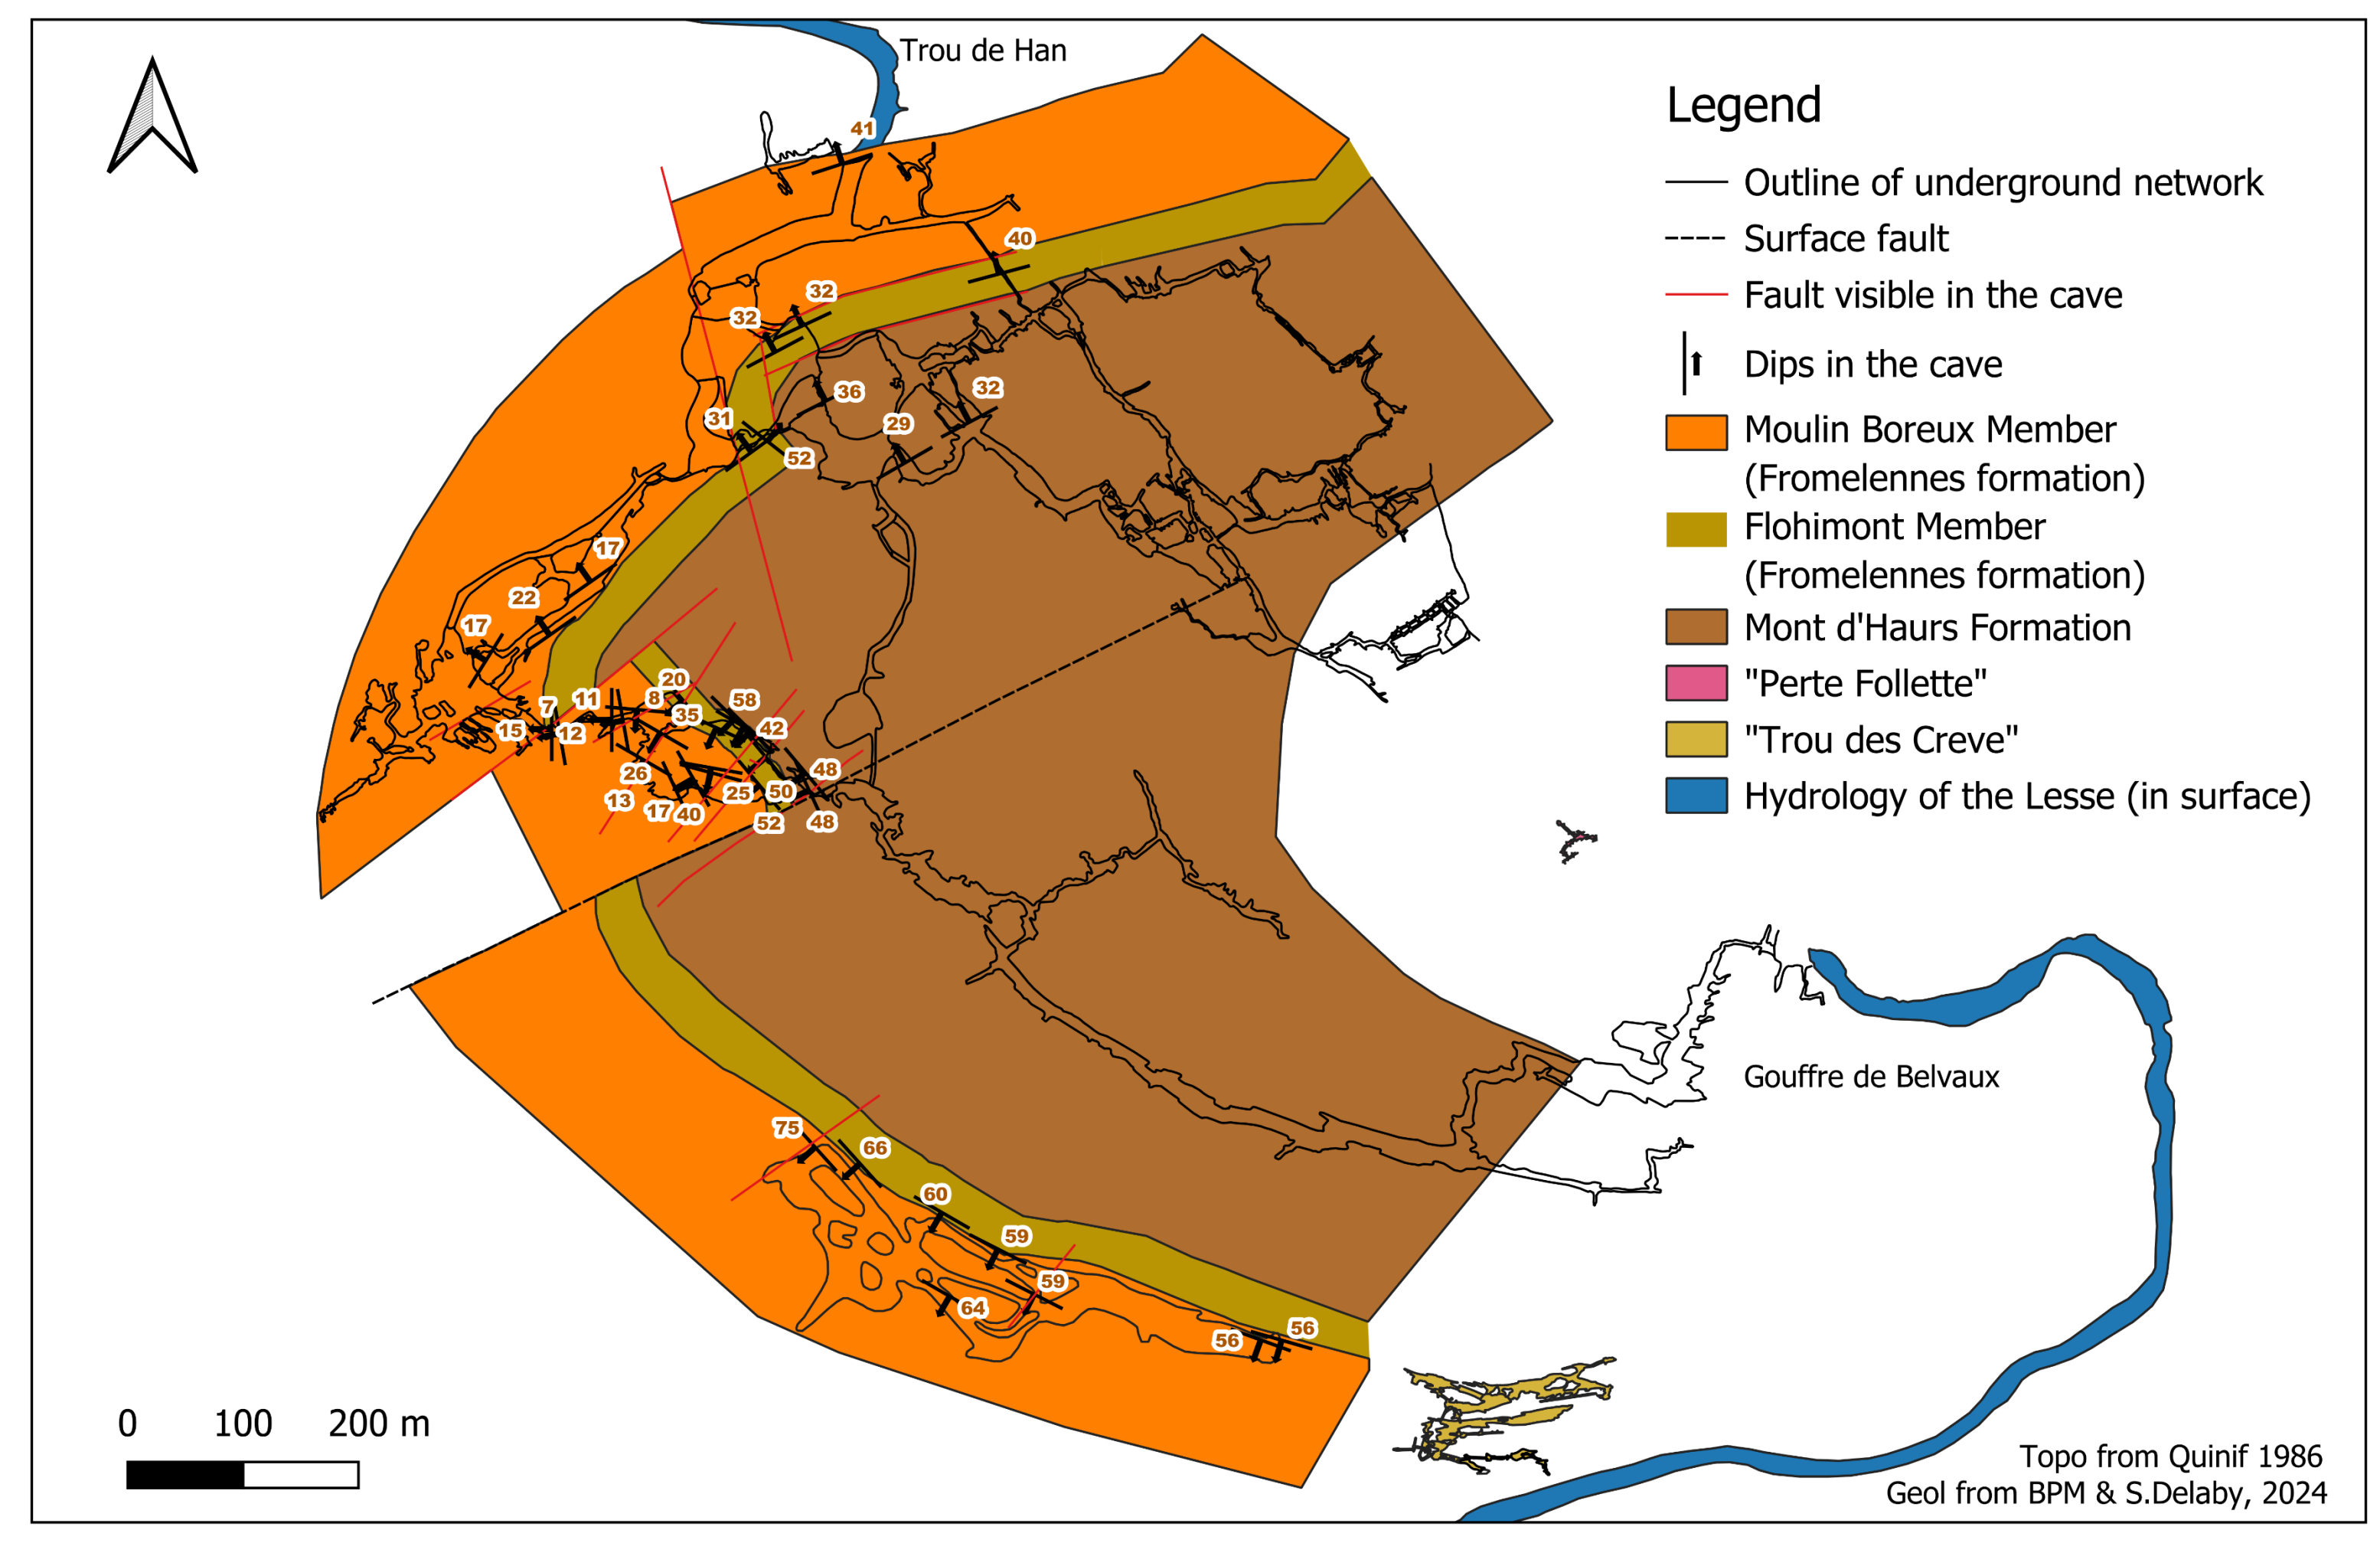 Trou de Han
41
Legend
Outline of underground network
Surface fault
40
Fault visible in the cave
32
32
Dips in the cave
36
32
31
29
Moulin Boreux Member
52
(Fromelennes formation)
Flohimont Member
17
(Fromelennes formation)
22
17
Mont d'Haurs Formation
20
"Perte Follette"
7
11
8
58
35
15
12
42
"Trou des Creve"
26
48
Hydrology of the Lesse (in surface)
13
17
40
25
50
52
48
Gouffre de Belvaux
75
66
60
59
59
64
56
56
0 100 200 m
Topo from Quinif 1986
Geol from BPM & S.Delaby, 2024